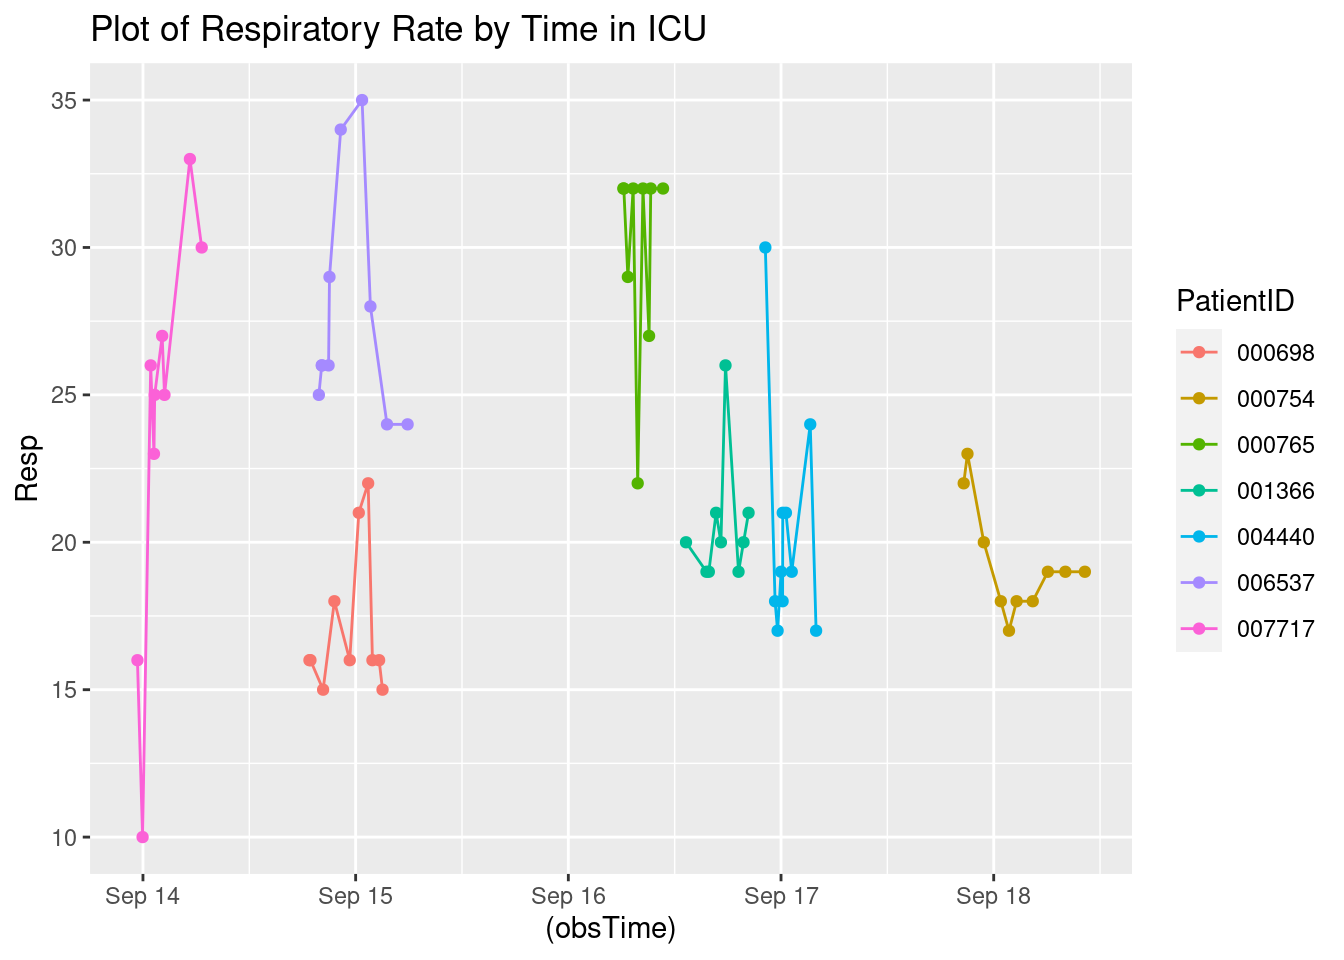 Plot of Respiratory Rate by Time in ICU
35
30
25
20
15
10
Resp
Sep 14
Sep 15
Sep 16
Sep 17
Sep 18
(obsTime)
PatientID
000698
000754
000765
001366
004440
006537
007717